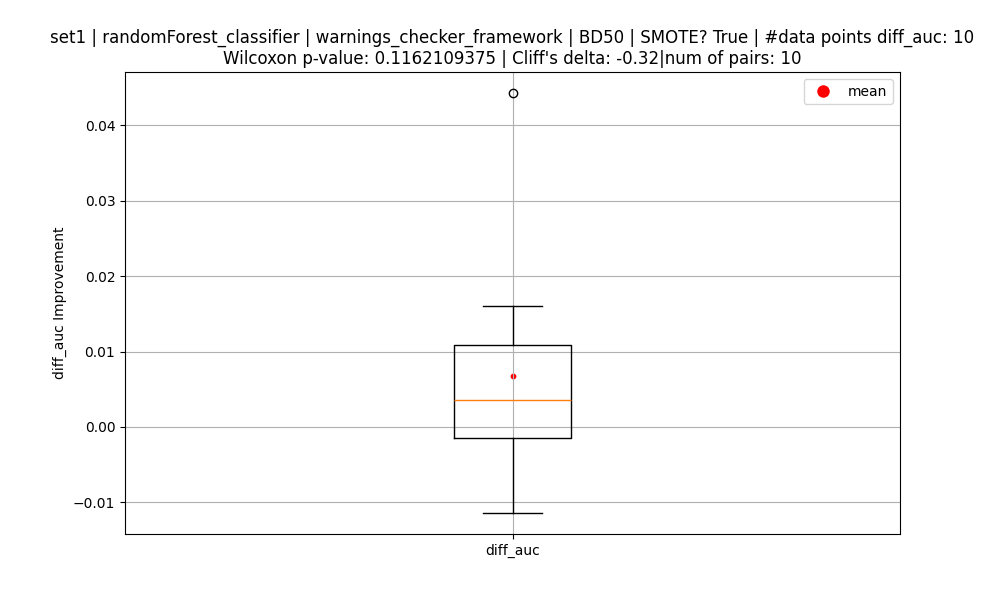 set1 | randomForest_classifier | warnings_checker_framework | BD50 | SMOTE? True | #data points diff_auc: 10
Wilcoxon p-value: 0.1162109375 | Cliff's delta: -0.32|num of pairs: 10
mean
0.04
0.03
0.02
0.01
0.00
−0.01
diff_auc Improvement
diff_auc